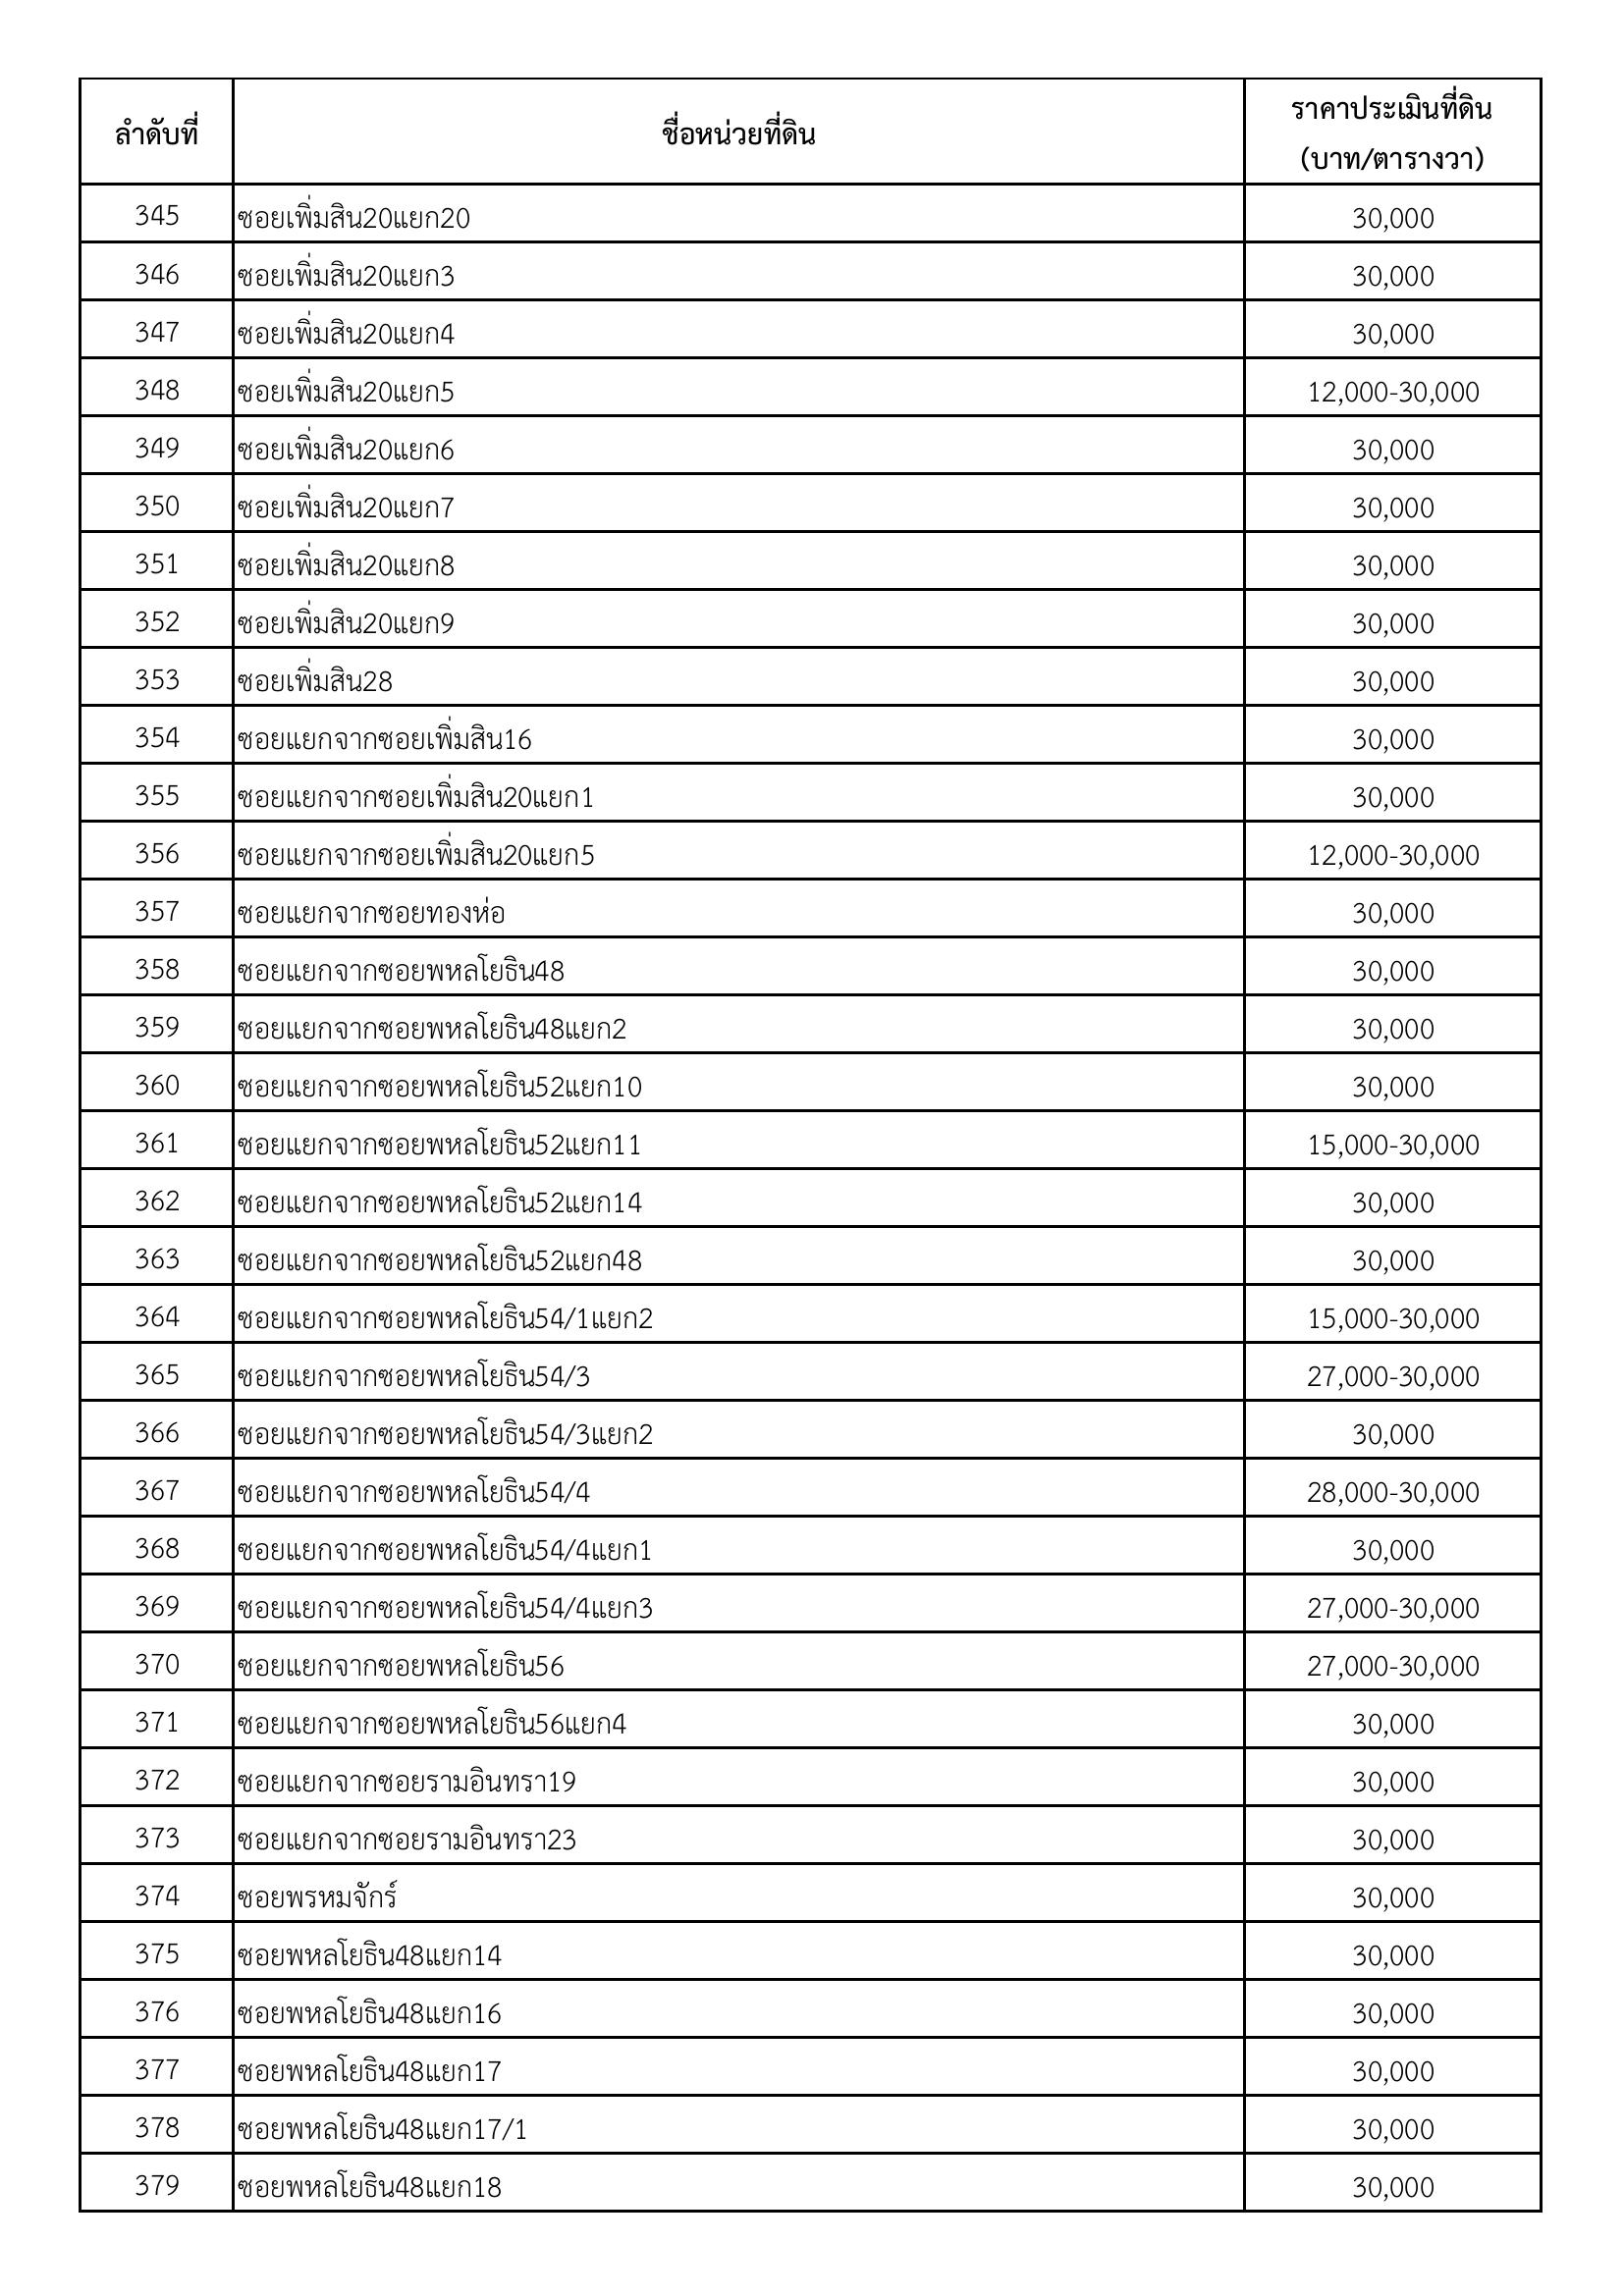 ลำดับที่ ชื่อหน่วยที่ดิน ราคาประเมินที่ดิน
(บาท/ตารางวา)
345 ซอยเพิ่มสิน20แยก20 30,000
346 ซอยเพิ่มสิน20แยก3 30,000
347 ซอยเพิ่มสิน20แยก4 30,000
348 ซอยเพิ่มสิน20แยก5 12,000-30,000
349 ซอยเพิ่มสิน20แยก6 30,000
350 ซอยเพิ่มสิน20แยก7 30,000
351 ซอยเพิ่มสิน20แยก8 30,000
352 ซอยเพิ่มสิน20แยก9 30,000
353 ซอยเพิ่มสิน28 30,000
354 ซอยแยกจากซอยเพิ่มสิน16 30,000
355 ซอยแยกจากซอยเพิ่มสิน20แยก1 30,000
356 ซอยแยกจากซอยเพิ่มสิน20แยก5 12,000-30,000
357 ซอยแยกจากซอยทองห่อ 30,000
358 ซอยแยกจากซอยพหลโยธิน48 30,000
359 ซอยแยกจากซอยพหลโยธิน48แยก2 30,000
360 ซอยแยกจากซอยพหลโยธิน52แยก10 30,000
361 ซอยแยกจากซอยพหลโยธิน52แยก11 15,000-30,000
362 ซอยแยกจากซอยพหลโยธิน52แยก14 30,000
363 ซอยแยกจากซอยพหลโยธิน52แยก48 30,000
364 ซอยแยกจากซอยพหลโยธิน54/1แยก2 15,000-30,000
365 ซอยแยกจากซอยพหลโยธิน54/3 27,000-30,000
366 ซอยแยกจากซอยพหลโยธิน54/3แยก2 30,000
367 ซอยแยกจากซอยพหลโยธิน54/4 28,000-30,000
368 ซอยแยกจากซอยพหลโยธิน54/4แยก1 30,000
369 ซอยแยกจากซอยพหลโยธิน54/4แยก3 27,000-30,000
370 ซอยแยกจากซอยพหลโยธิน56 27,000-30,000
371 ซอยแยกจากซอยพหลโยธิน56แยก4 30,000
372 ซอยแยกจากซอยรามอินทรา19 30,000
373 ซอยแยกจากซอยรามอินทรา23 30,000
374 ซอยพรหมจักร์ 30,000
375 ซอยพหลโยธิน48แยก14 30,000
376 ซอยพหลโยธิน48แยก16 30,000
377 ซอยพหลโยธิน48แยก17 30,000
378 ซอยพหลโยธิน48แยก17/1 30,000
379 ซอยพหลโยธิน48แยก18 30,000